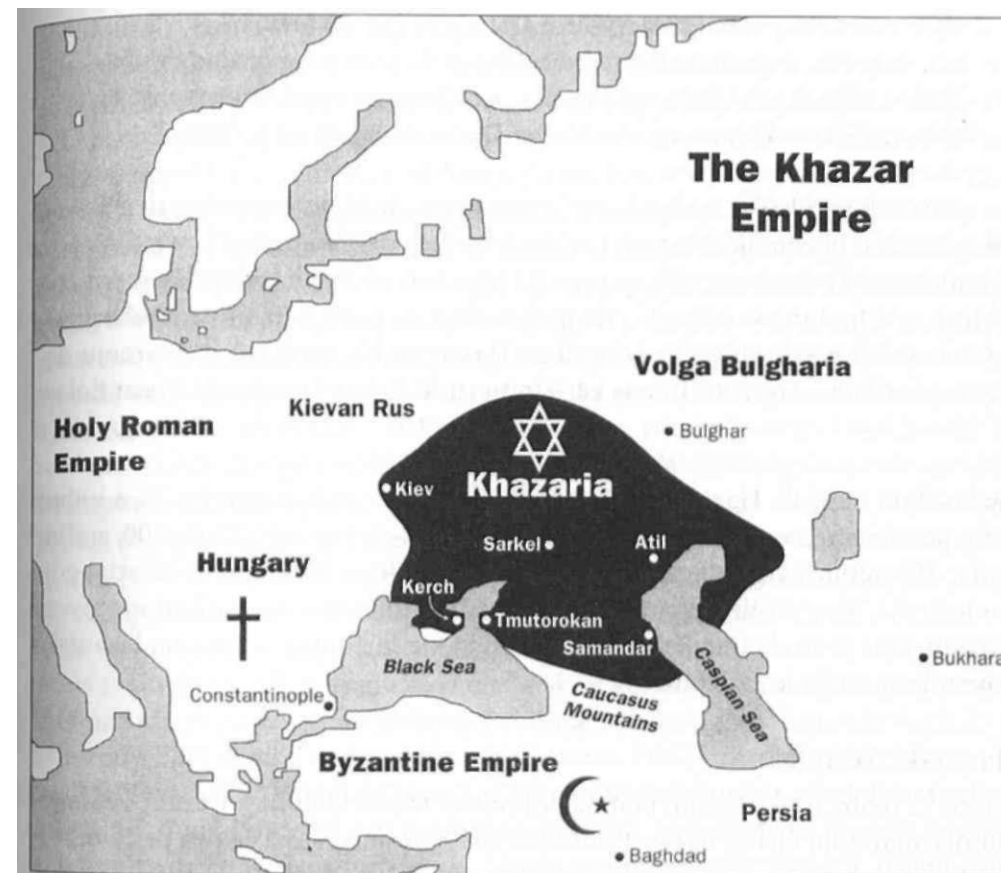 The Khazar
Empire
Volga Bulgharia
Kievan Rus
Holy Roman
Empire
Bulghar
Khazaria
Kiev
Sarkel
Atil
Hungary
Kerch
Tmutorokan
Samandar
Black Sea
Caspian Sea
Bukhara
Constantinople
Caucasus
Mountains
Byzantine Empire
Persia
Baghdad